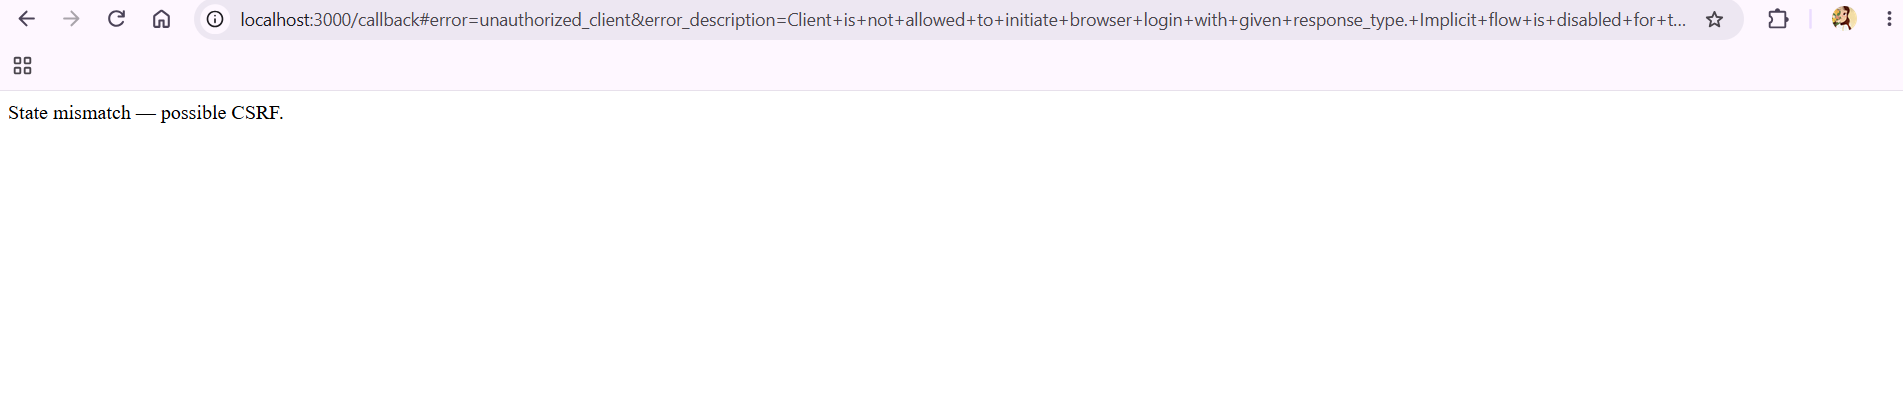 localhost:3000/callback#error=unauthorized_client&error_description=Client+is+not+allowed+to+initiate+browser+login+with+given+response_type.+Implicit+flow+is+disabled+for+t...
State mismatch — possible CSRF.